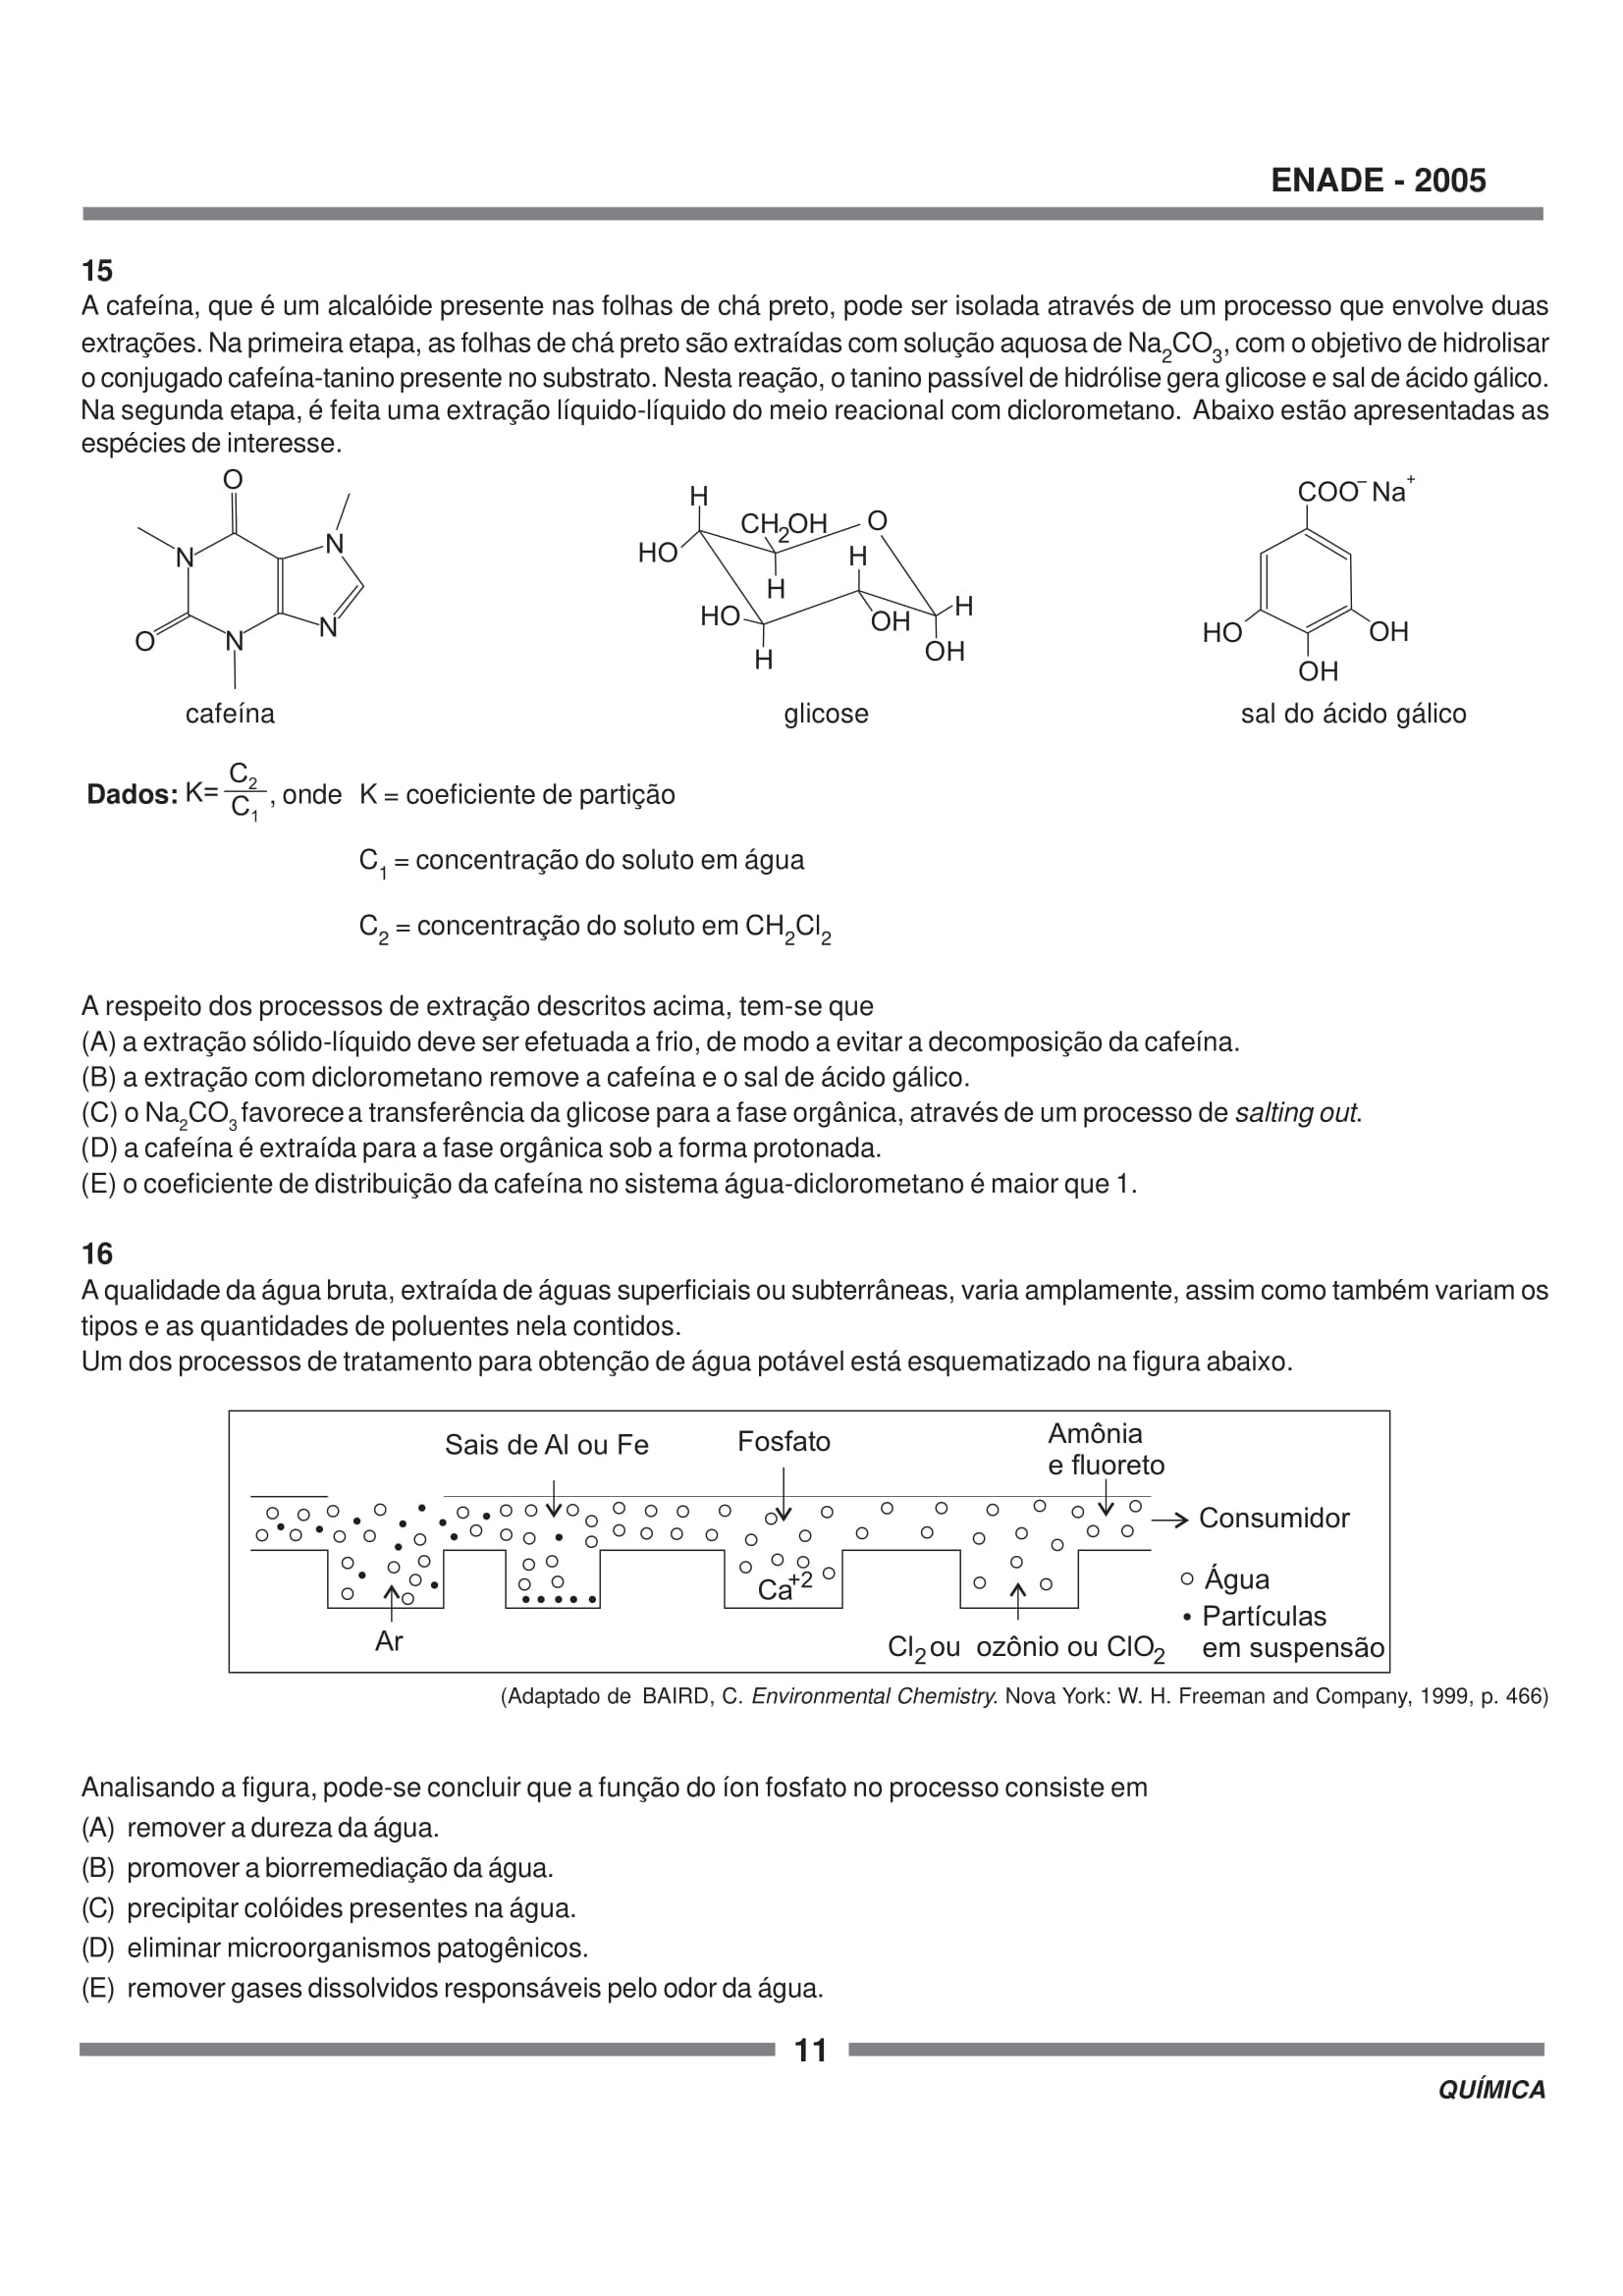 ENADE - 2005
15
A cafeína, que é um alcalóide presente nas folhas de chá preto, pode ser isolada através de um processo que envolve duas
extrações. Na primeira etapa, as folhas de chá preto são extraídas com solução aquosa de Na2CO3, com o objetivo de hidrolisar
o conjugado cafeína-tanino presente no substrato. Nesta reação, o tanino passível de hidrólise gera glicose e sal de ácido gálico.
Na segunda etapa, é feita uma extração líquido-líquido do meio reacional com diclorometano. Abaixo estão apresentadas as
espécies de interesse.
O
N
N
O
N
N
cafeína
H
CH2OH
O
HO
H
H
HO
OH
H
H
OH
glicose
COO– Na+
HO
OH
OH
sal do ácido gálico
Dados: K= C2/C1, onde K = coeficiente de partição
C1 = concentração do soluto em água
C2 = concentração do soluto em CH2Cl2
A respeito dos processos de extração descritos acima, tem-se que
(A) a extração sólido-líquido deve ser efetuada a frio, de modo a evitar a decomposição da cafeína.
(B) a extração com diclorometano remove a cafeína e o sal de ácido gálico.
(C) o Na2CO3 favorece a transferência da glicose para a fase orgânica, através de um processo de salting out.
(D) a cafeína é extraída para a fase orgânica sob a forma protonada.
(E) o coeficiente de distribuição da cafeína no sistema água-diclorometano é maior que 1.
16
A qualidade da água bruta, extraída de águas superficiais ou subterrâneas, varia amplamente, assim como também variam os
tipos e as quantidades de poluentes nela contidos.
Um dos processos de tratamento para obtenção de água potável está esquematizado na figura abaixo.
Sais de Al ou Fe
Fosfato
Amônia
e fluoreto
Consumidor
Ca+2
Água
Partículas
em suspensão
Ar
Cl2 ou ozônio ou ClO2
(Adaptado de BAIRD, C. Environmental Chemistry. Nova York: W. H. Freeman and Company, 1999, p. 466)
Analisando a figura, pode-se concluir que a função do íon fosfato no processo consiste em
(A) remover a dureza da água.
(B) promover a biorremediação da água.
(C) precipitar colóides presentes na água.
(D) eliminar microorganismos patogênicos.
(E) remover gases dissolvidos responsáveis pelo odor da água.
11
QUÍMICA